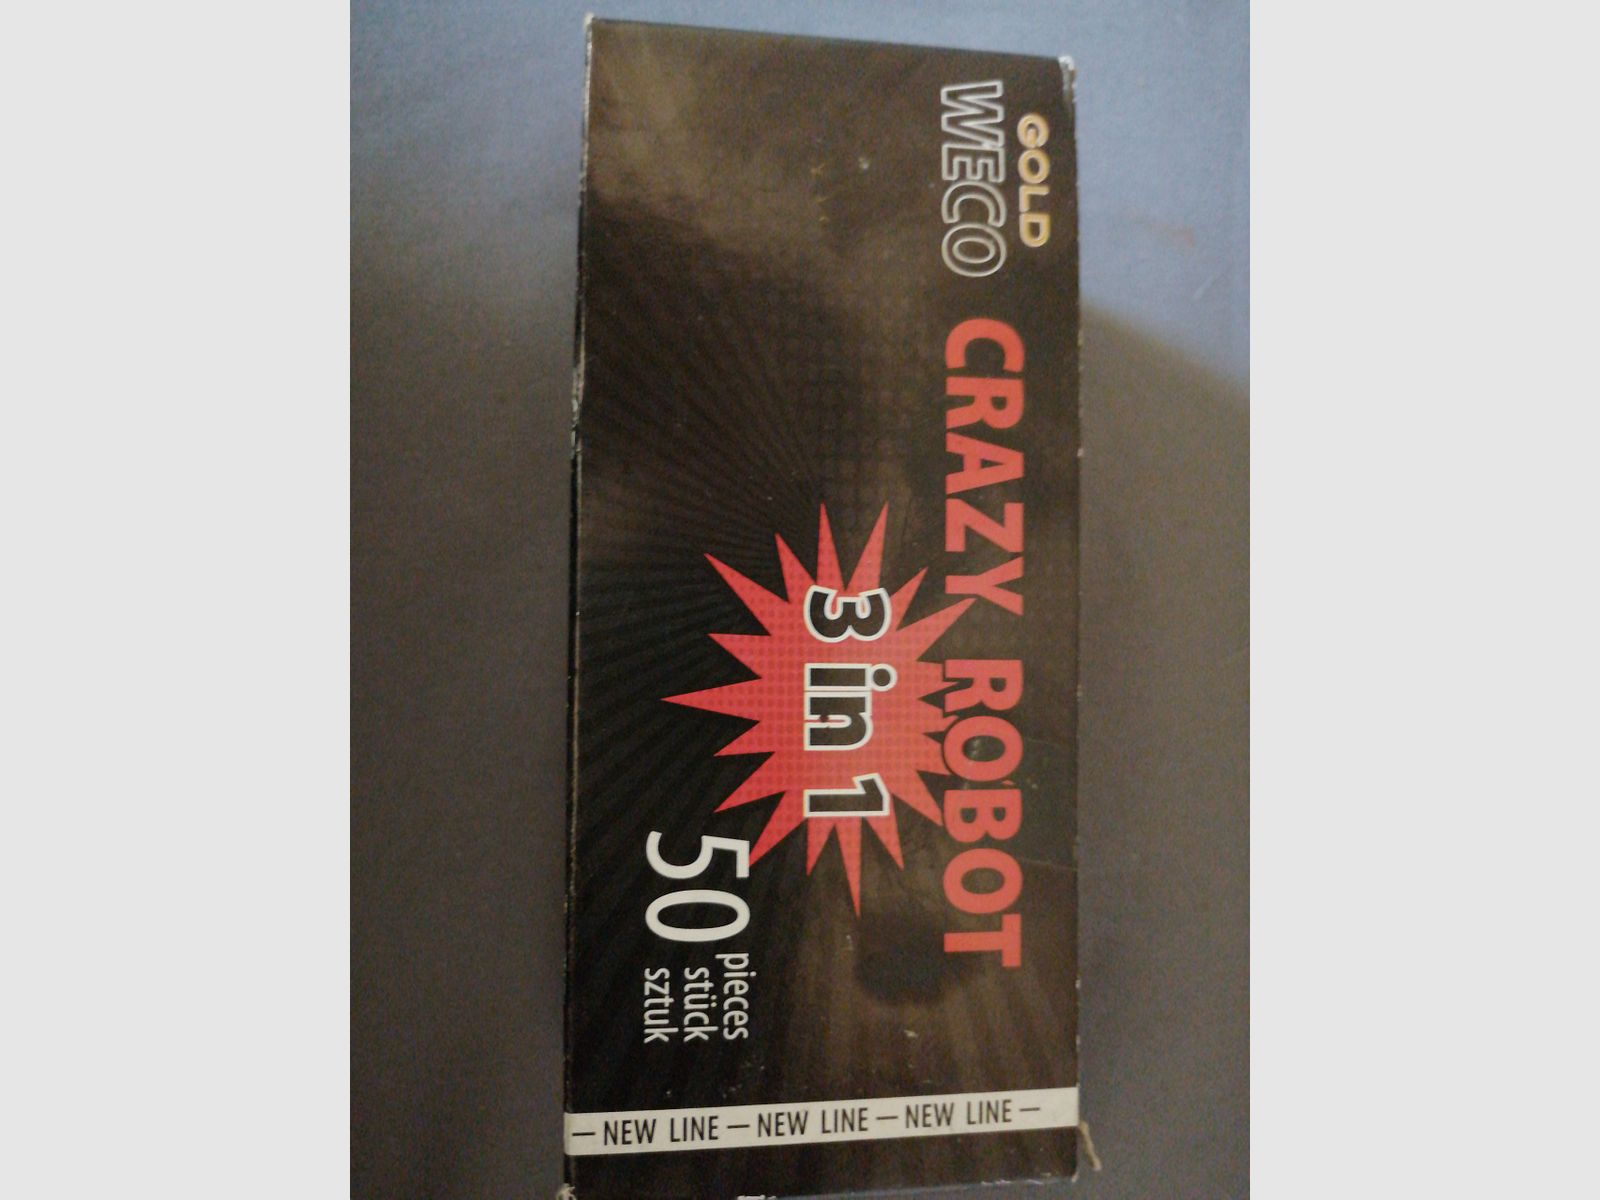 GOLD
WECO
CRAZY ROBOT
3 in 1
50
pieces
stück
sztuk
— NEW LINE — NEW LINE — NEW LINE —